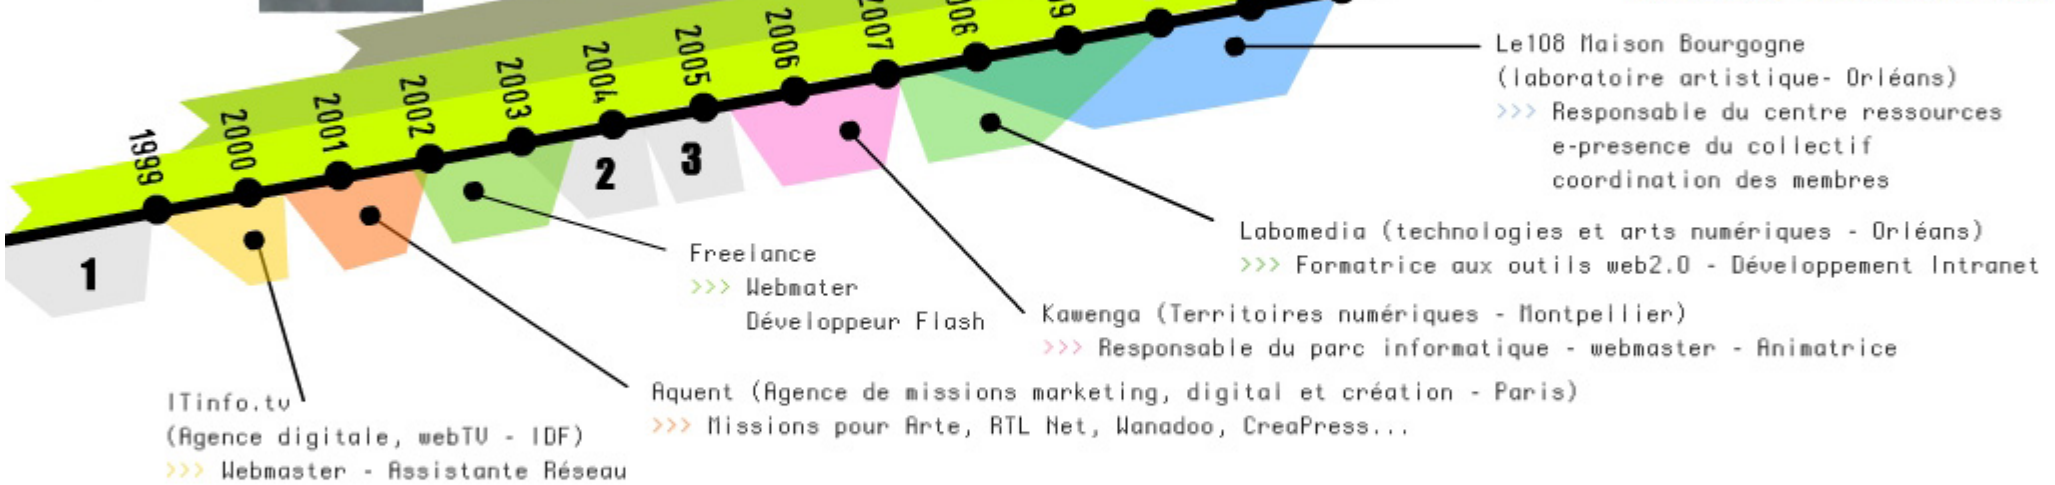 1999
2000
2001
2002
2003
2004
2005
2006
2007
1
2
3
Le108 Maison Bourgogne
(laboratoire artistique- Orléans)
>>> Responsable du centre ressources
e-presence du collectif
coordination des membres
Labomedia (technologies et arts numériques - Orléans)
>>> Formatrice aux outils web2.0 - Développement Intranet
Freelance
>>> Webmater
Développeur Flash
Kawenga (Territoires numériques - Montpellier)
>>> Responsable du parc informatique - webmaster - Animatrice
Aquent (Agence de missions marketing, digital et création - Paris)
>>> Missions pour Arte, RTL Net, Wanadoo, CreaPress...
ITinfo.tv
(Agence digitale, webTV - IDF)
>>> Webmaster - Assistante Réseau